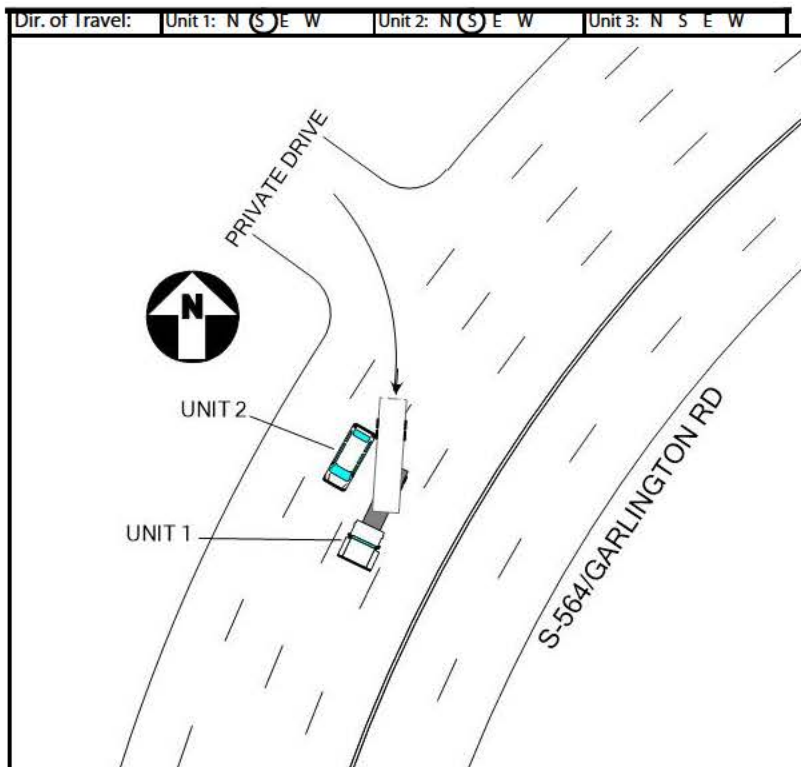 Dir. of Travel: Unit 1: N S E W Unit 2: N S E W Unit 3: N S E W
PRIVATE DRIVE
N
UNIT 2
UNIT 1
S-564/GARLINGTON RD